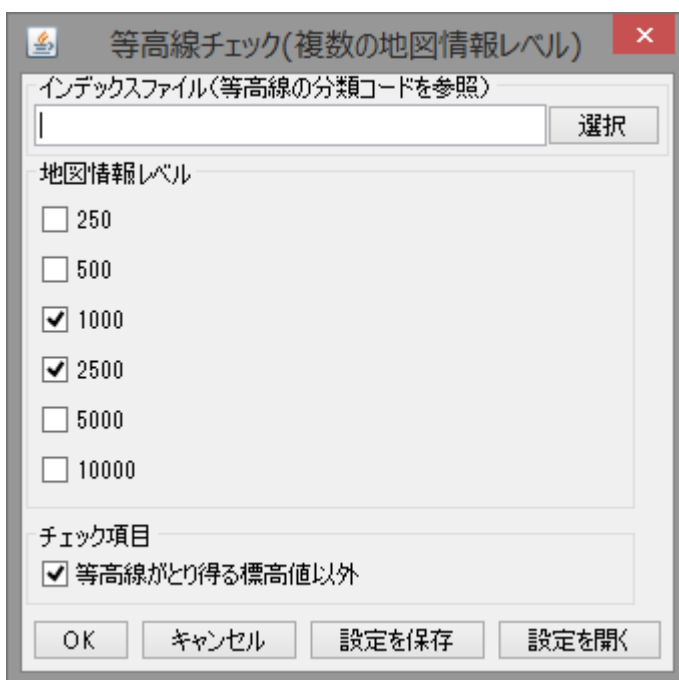 等高線チェック(複数の地図情報レベル)
インデックスファイル(等高線の分類コードを参照)
選択
地図情報レベル
250
500
1000
2500
5000
10000
チェック項目
等高線がとり得る標高値以外
OK キャンセル 設定を保存 設定を開く